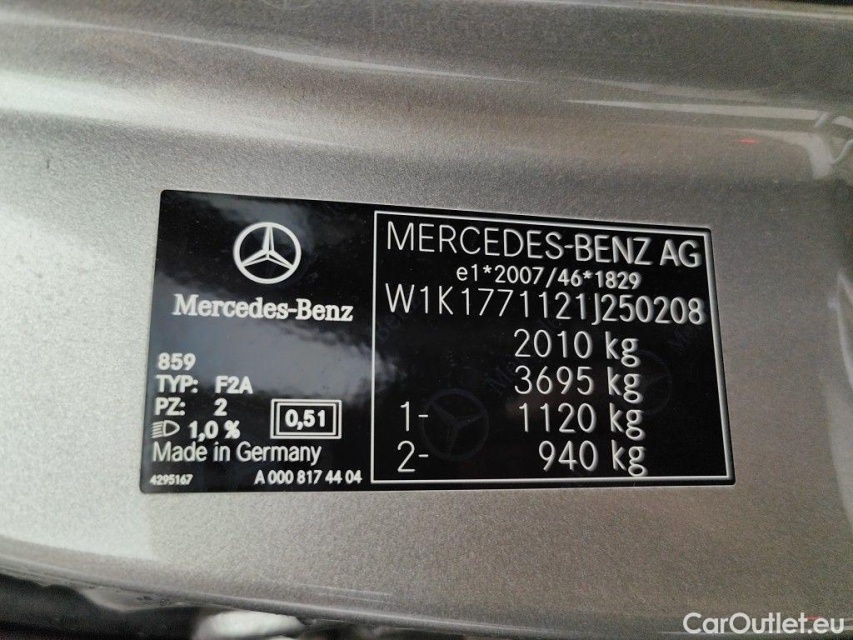 Mercedes-Benz
859
TYP: F2A
PZ: 2
1,0 %
0,51
Made in Germany
4295167
A 000 817 44 04
MERCEDES-BENZ AG
e1*2007/46*1829
W1K1771121J250208
2010 kg
3695 kg
1- 1120 kg
2- 940 kg
CarOutlet.eu